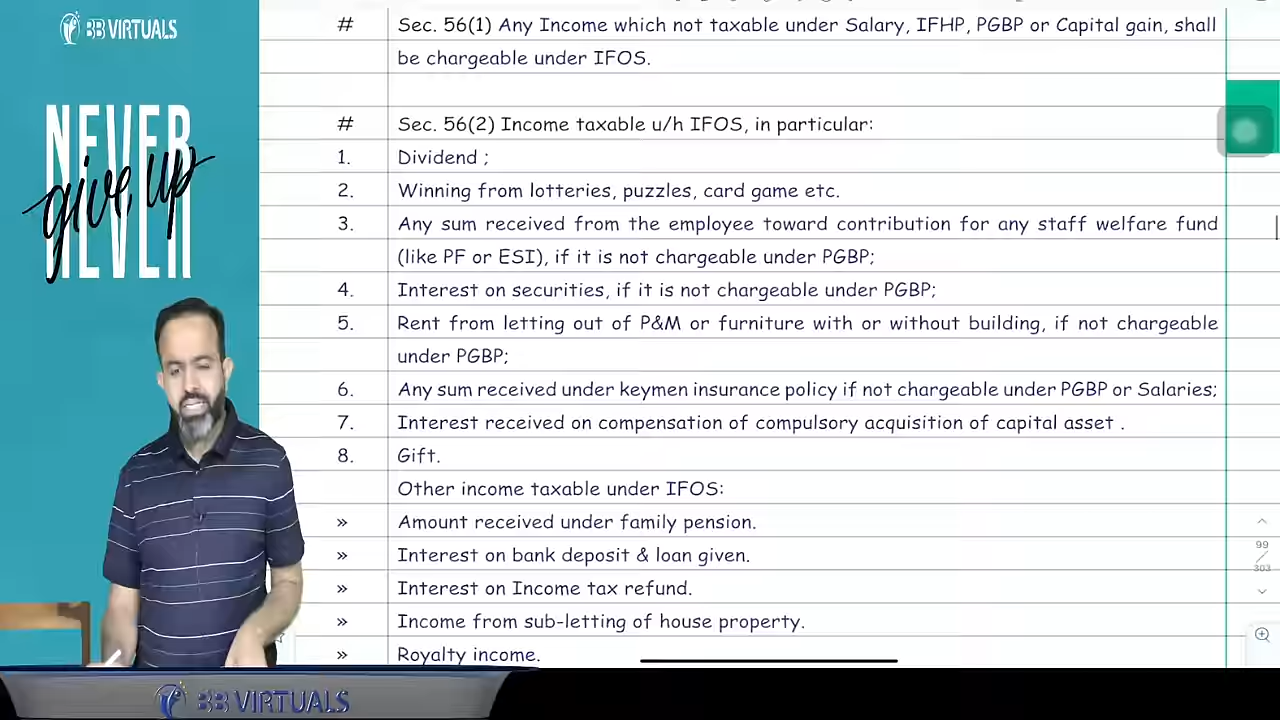 BB VIRTUALS
NEVER
give up
NEVER
# Sec. 56(1) Any Income which not taxable under Salary, IFHP, PGBP or Capital gain, shall
be chargeable under IFOS.
# Sec. 56(2) Income taxable u/h IFOS, in particular:
1. Dividend ;
2. Winning from lotteries, puzzles, card game etc.
3. Any sum received from the employee toward contribution for any staff welfare fund
(like PF or ESI), if it is not chargeable under PGBP;
4. Interest on securities, if it is not chargeable under PGBP;
5. Rent from letting out of P&M or furniture with or without building, if not chargeable
under PGBP;
6. Any sum received under keymen insurance policy if not chargeable under PGBP or Salaries;
7. Interest received on compensation of compulsory acquisition of capital asset .
8. Gift.
Other income taxable under IFOS:
» Amount received under family pension.
» Interest on bank deposit & loan given.
» Interest on Income tax refund.
» Income from sub-letting of house property.
» Royalty income.
99
303
BB VIRTUALS